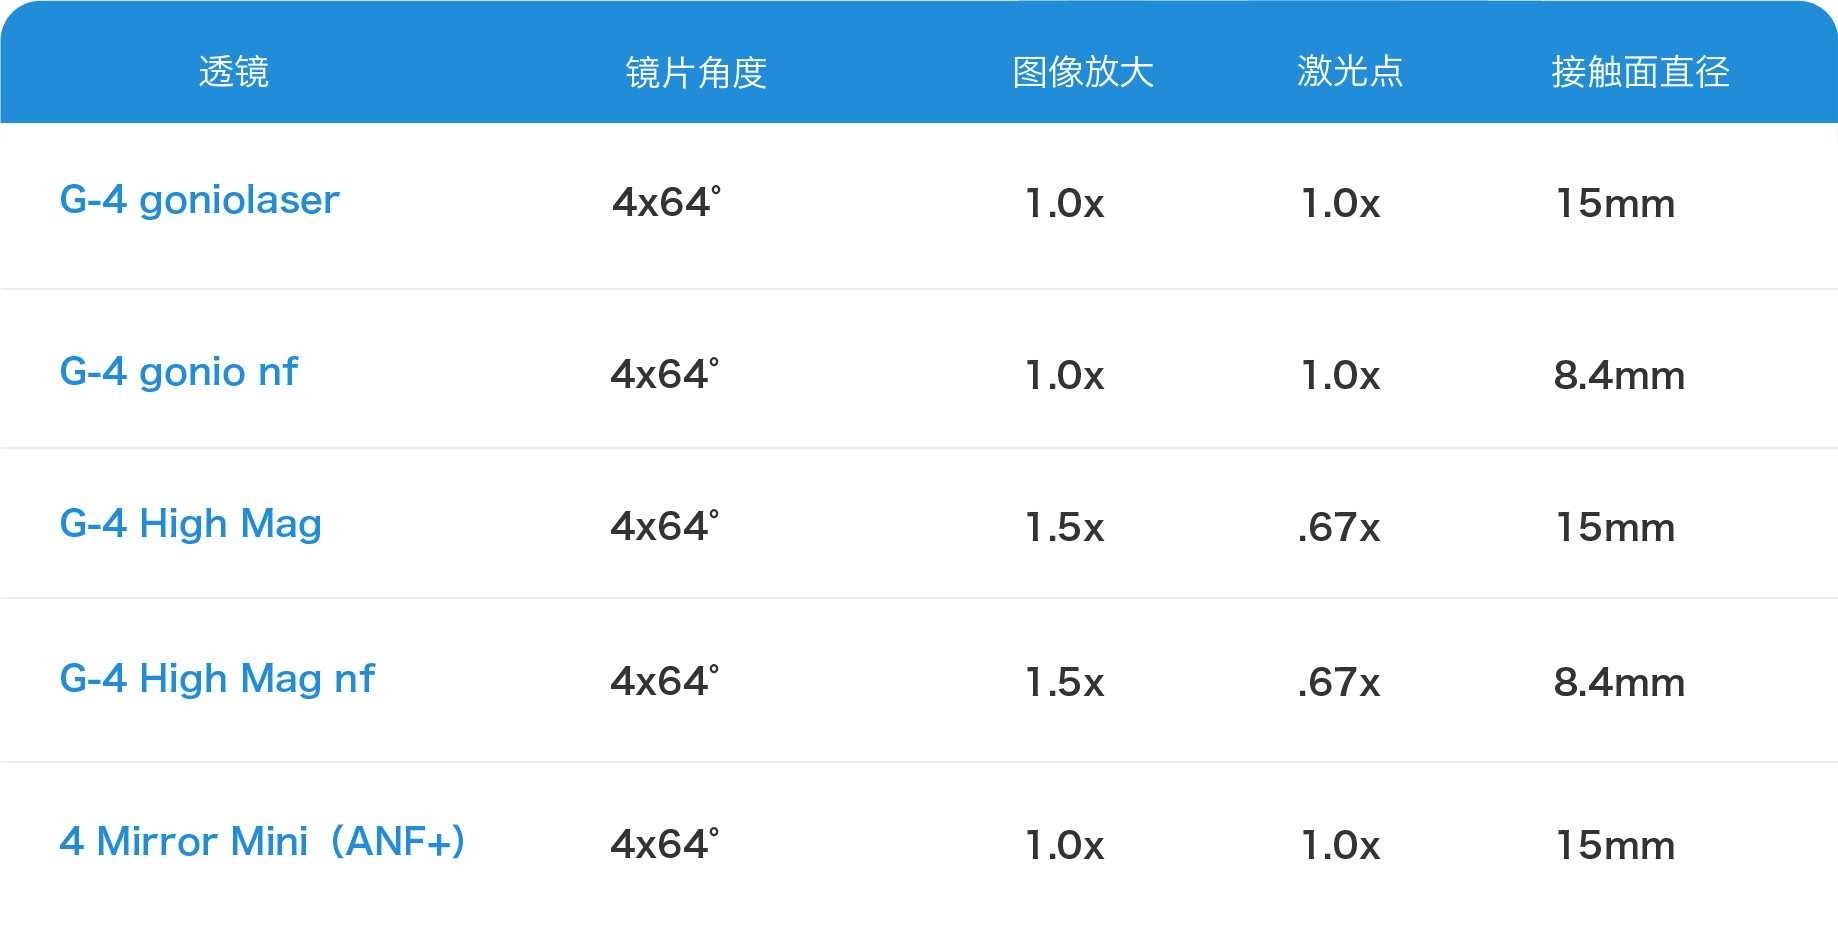 透镜 镜片角度 图像放大 激光点 接触面直径
G-4 goniolaser 4x64° 1.0x 1.0x 15mm
G-4 gonio nf 4x64° 1.0x 1.0x 8.4mm
G-4 High Mag 4x64° 1.5x .67x 15mm
G-4 High Mag nf 4x64° 1.5x .67x 8.4mm
4 Mirror Mini（ANF+） 4x64° 1.0x 1.0x 15mm